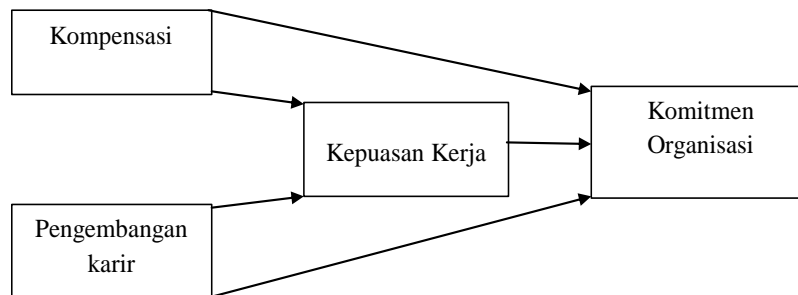 Kompensasi
Kepuasan Kerja
Komitmen
Organisasi
Pengembangan
karir